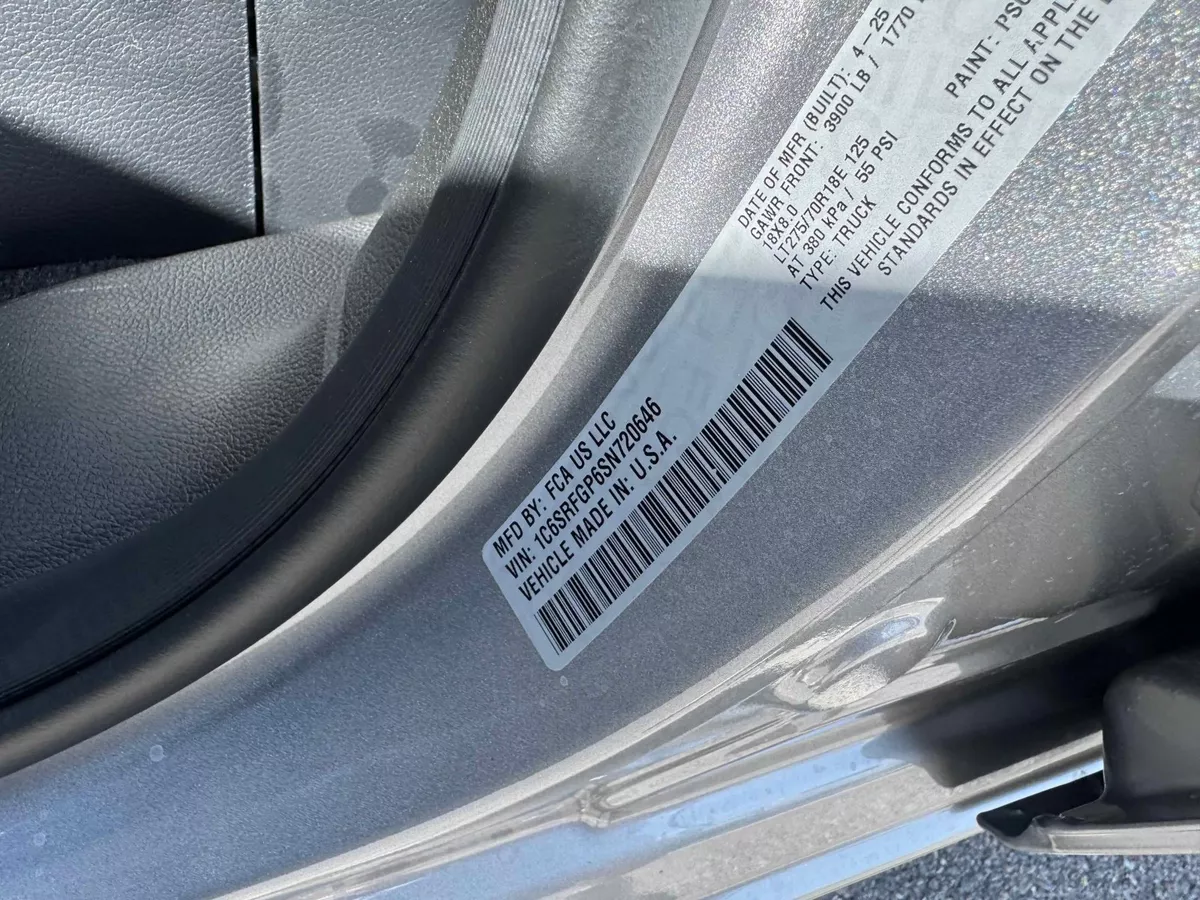 MFD BY: FCA US LLC
VIN: 1C6SRFGP6SN720646
VEHICLE MADE IN: U.S.A.
DATE OF MFR (BUILT): 4-25
GAWR FRONT: 3900 LB / 1770
18X8.0
LT275/70R18E 125
AT 380 kPa / 55 PSI
TYPE: TRUCK
PAINT:
THIS VEHICLE CONFORMS TO ALL
STANDARDS IN EFFECT ON THE